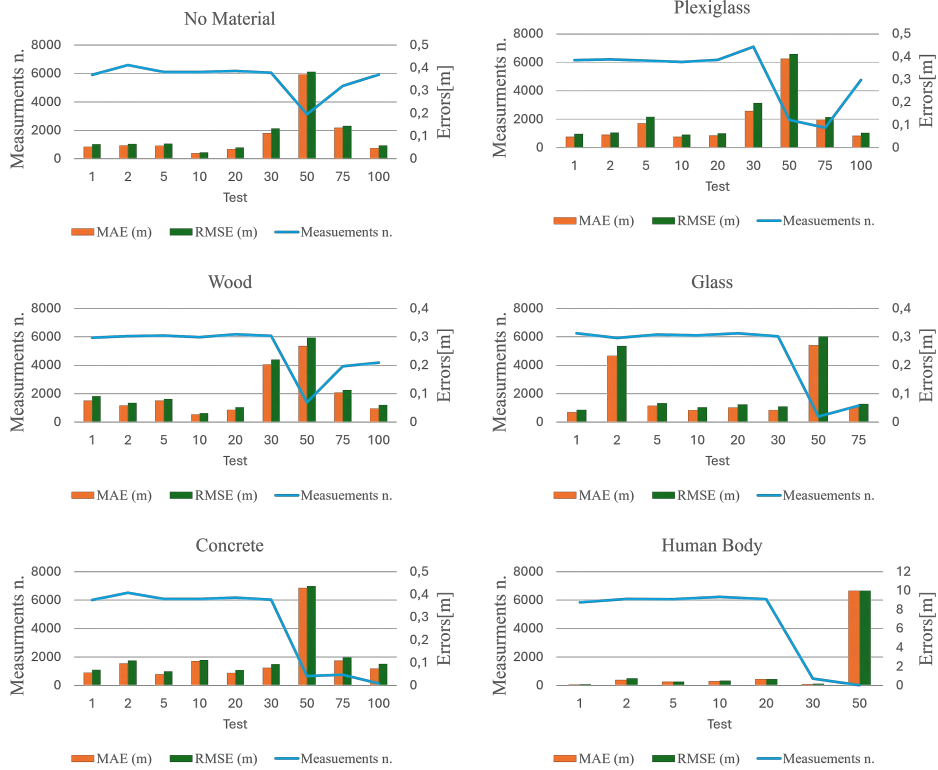 No Material
Measurments n.
8000
6000
4000
2000
0
0,5
0,4
0,3
0,2
0,1
0
Errors[m]
1 2 5 10 20 30 50 75 100
Test
MAE (m) RMSE (m) Measuements n.
Plexiglass
Measurments n.
8000
6000
4000
2000
0
0,5
0,4
0,3
0,2
0,1
0
Errors[m]
1 2 5 10 20 30 50 75 100
Test
MAE (m) RMSE (m) Measuements n.
Wood
Measurments n.
8000
6000
4000
2000
0
0,4
0,3
0,2
0,1
0
Errors[m]
1 2 5 10 20 30 50 75 100
Test
MAE (m) RMSE (m) Measuements n.
Glass
Measurments n.
8000
6000
4000
2000
0
0,4
0,3
0,2
0,1
0
Errors[m]
1 2 5 10 20 30 50 75
Test
MAE (m) RMSE (m) Measuements n.
Concrete
Measurments n.
8000
6000
4000
2000
0
0,5
0,4
0,3
0,2
0,1
0
Errors[m]
1 2 5 10 20 30 50 75 100
Test
MAE (m) RMSE (m) Measuements n.
Human Body
Measurments n.
8000
6000
4000
2000
0
12
10
8
6
4
2
0
Errors[m]
1 2 5 10 20 30 50
Test
MAE (m) RMSE (m) Measuements n.